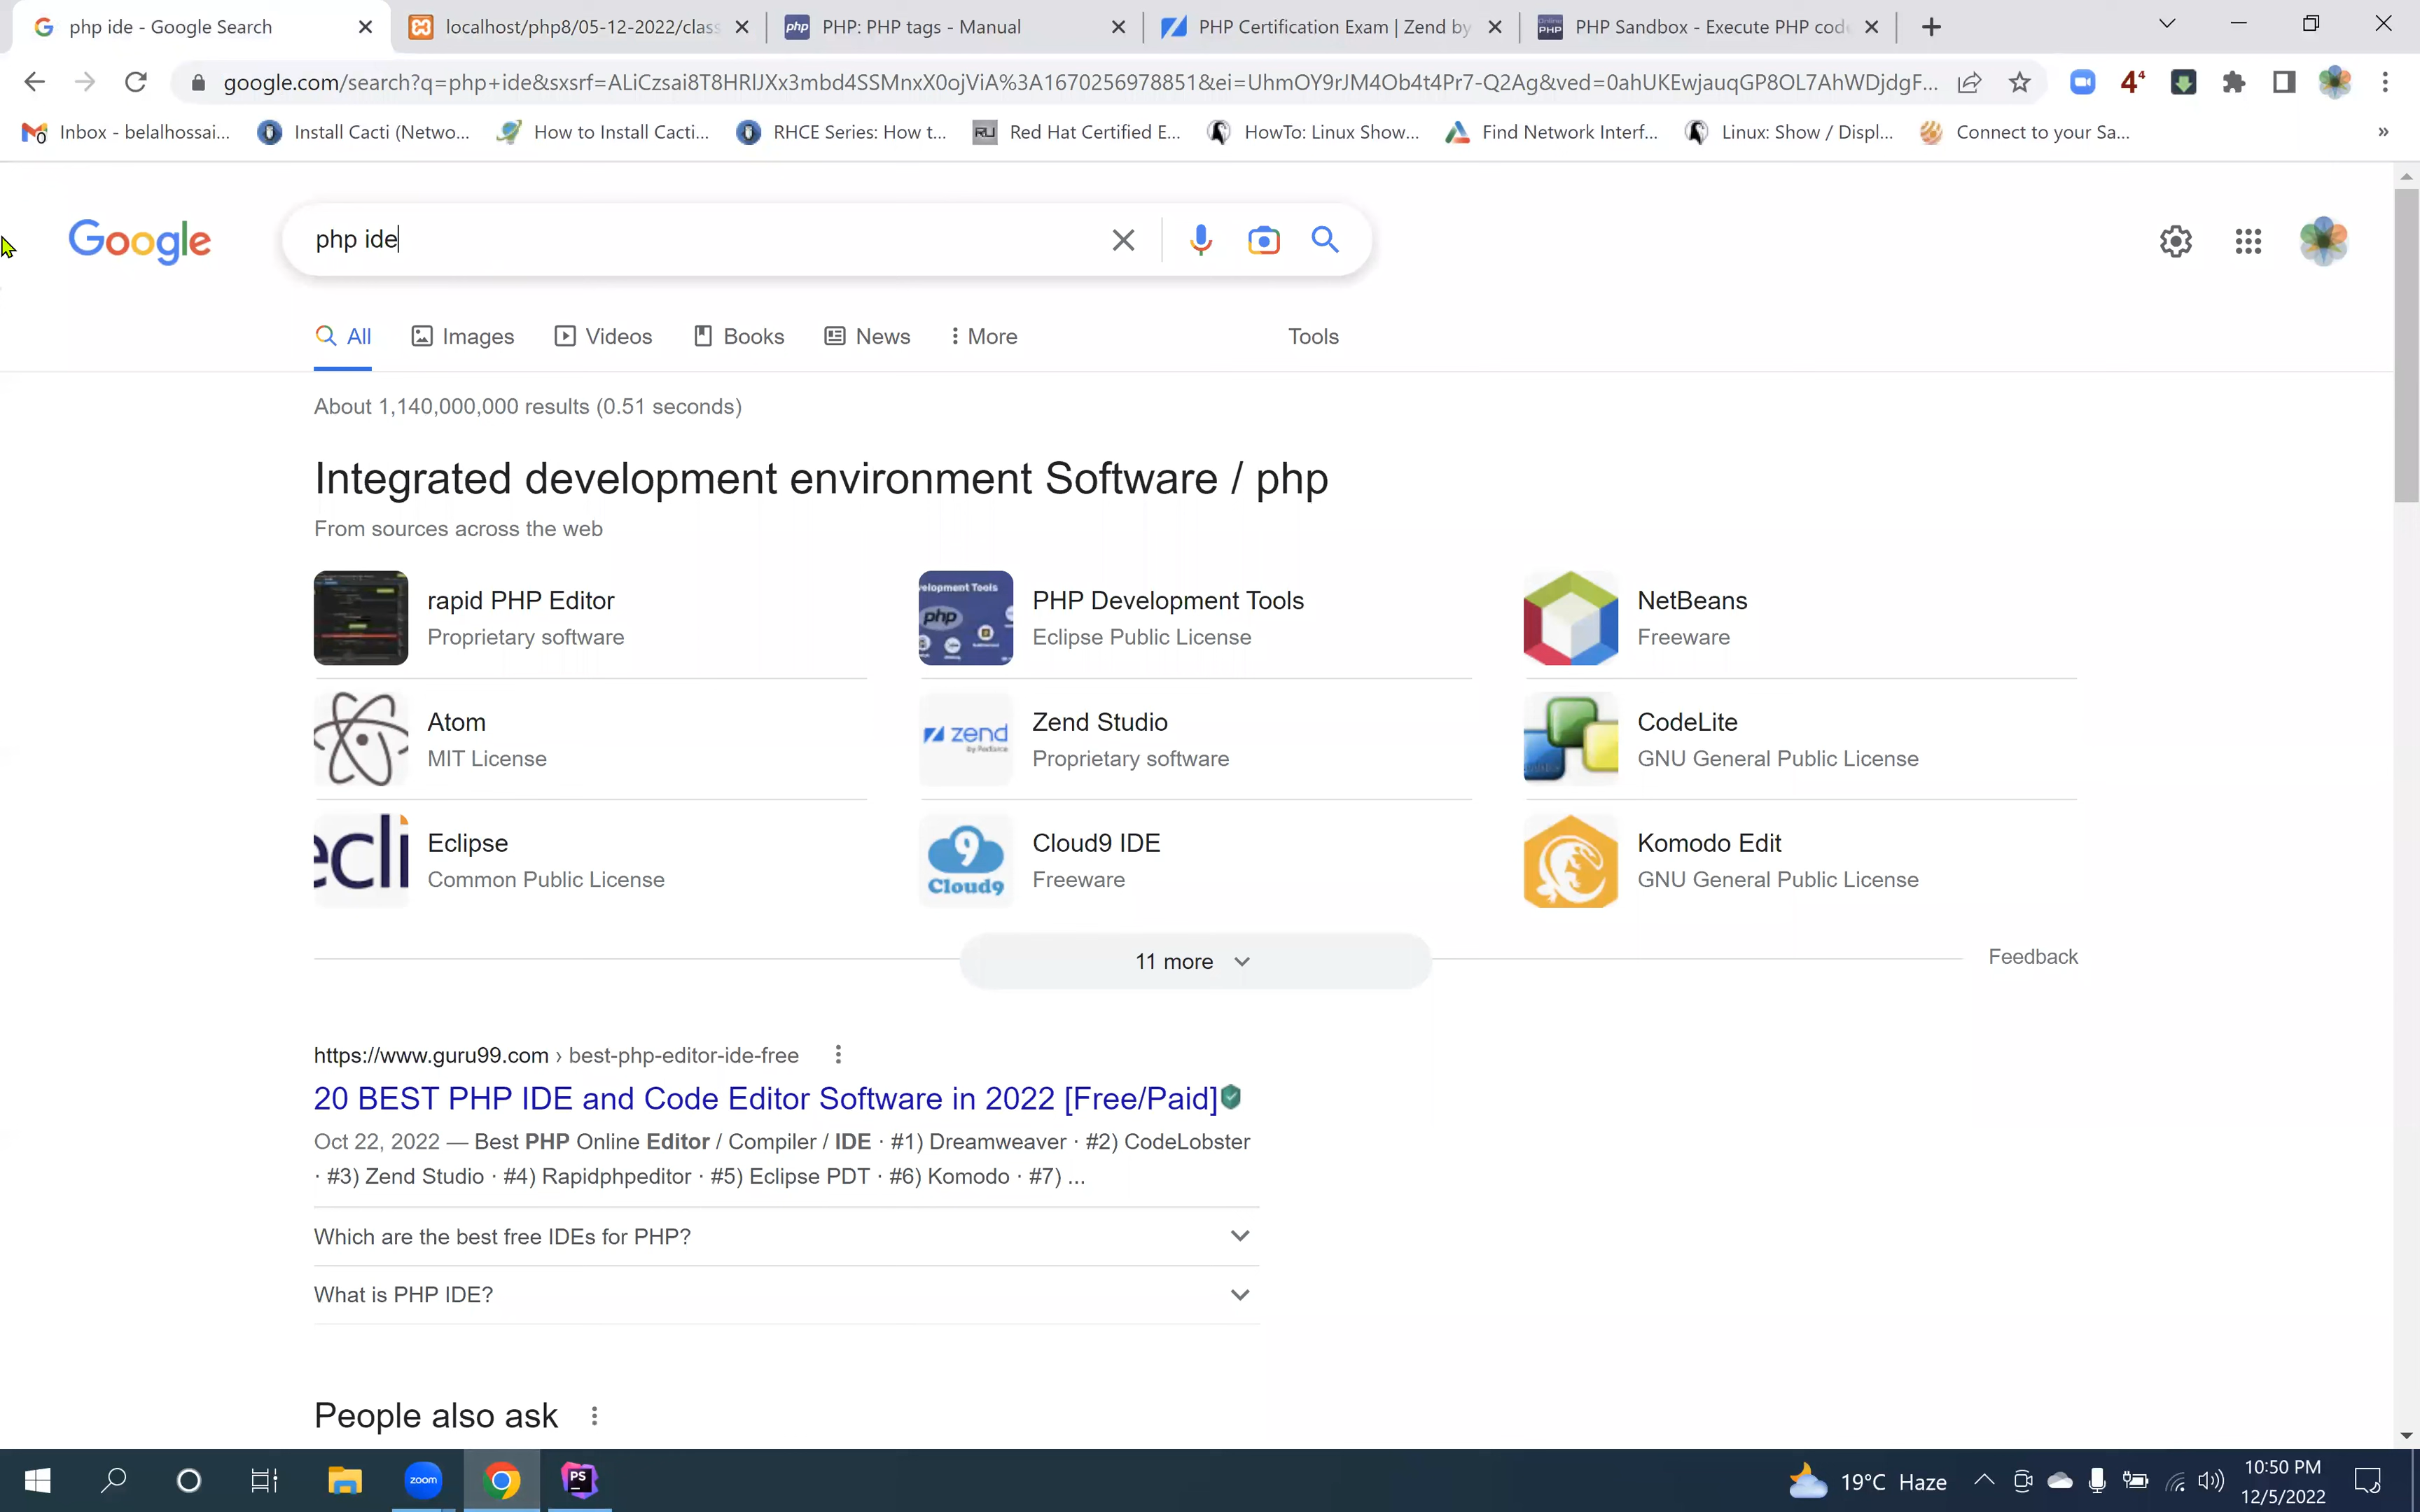 php ide - Google Search
localhost/php8/05-12-2022/class
PHP: PHP tags - Manual
PHP Certification Exam | Zend by
PHP Sandbox - Execute PHP cod
google.com/search?q=php+ide&sxsrf=ALiCzsai8T8HRlJXx3mbd4SSMnxX0ojViA%3A1670256978851&ei=UhmOY9rJM4Ob4t4Pr7-Q2Ag&ved=0ahUKEwjauqGP8OL7AhWDjdgF...
Inbox - belalhossai...
Install Cacti (Netwo...
How to Install Cacti...
RHCE Series: How t...
Red Hat Certified E...
HowTo: Linux Show...
Find Network Interf...
Linux: Show / Displ...
Connect to your Sa...
Google
php ide
All
Images
Videos
Books
News
More
Tools
About 1,140,000,000 results (0.51 seconds)
Integrated development environment Software / php
From sources across the web
rapid PHP Editor
Proprietary software
PHP Development Tools
Eclipse Public License
NetBeans
Freeware
Atom
MIT License
Zend Studio
Proprietary software
CodeLite
GNU General Public License
Eclipse
Common Public License
Cloud9 IDE
Freeware
Komodo Edit
GNU General Public License
11 more
Feedback
https://www.guru99.com › best-php-editor-ide-free
20 BEST PHP IDE and Code Editor Software in 2022 [Free/Paid]
Oct 22, 2022 — Best PHP Online Editor / Compiler / IDE · #1) Dreamweaver · #2) CodeLobster
· #3) Zend Studio · #4) Rapidphpeditor · #5) Eclipse PDT · #6) Komodo · #7) ...
Which are the best free IDEs for PHP?
What is PHP IDE?
People also ask
zoom
PS
19°C Haze
10:50 PM
12/5/2022